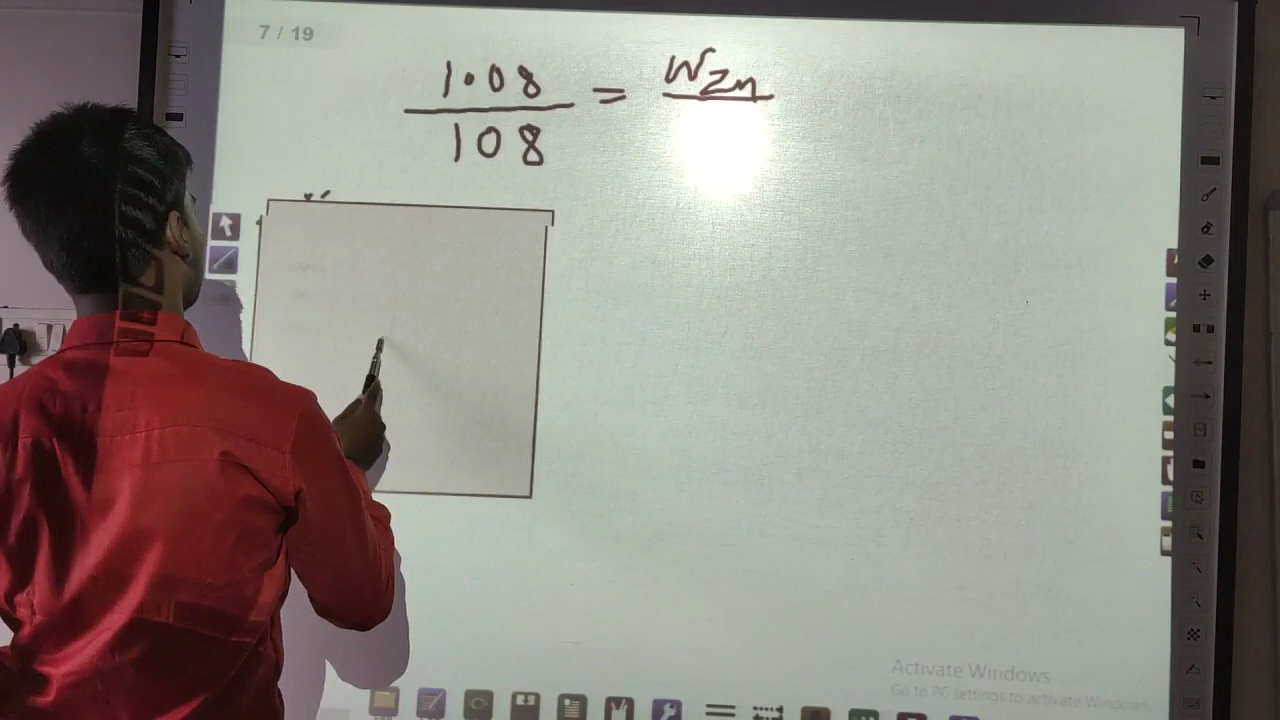 7 / 19
1.08 = WZn
108
Activate Windows
Go to PC settings to activate Windows.